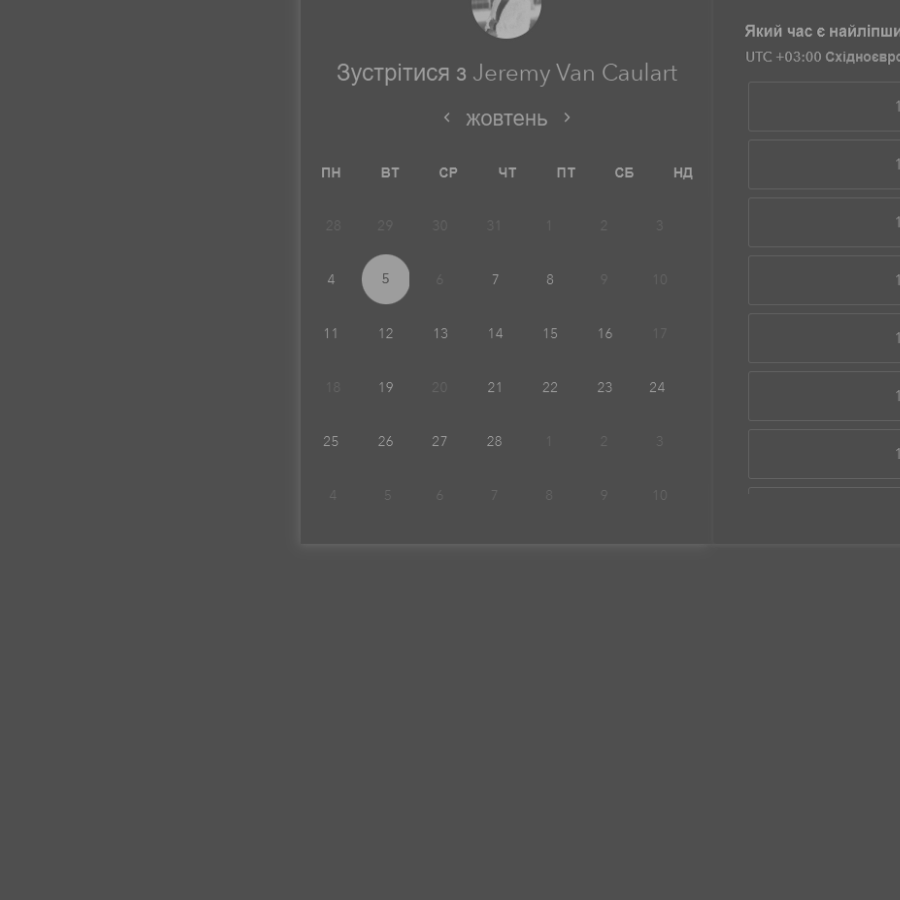 Який час є найліпши
Зустрітися з Jeremy Van Caulart
UTC +03:00 Східноєвро
жовтень
ПН ВТ СР ЧТ ПТ СБ НД
28 29 30 31 1 2 3
4 5 6 7 8 9 10
11 12 13 14 15 16 17
18 19 20 21 22 23 24
25 26 27 28 1 2 3
4 5 6 7 8 9 10